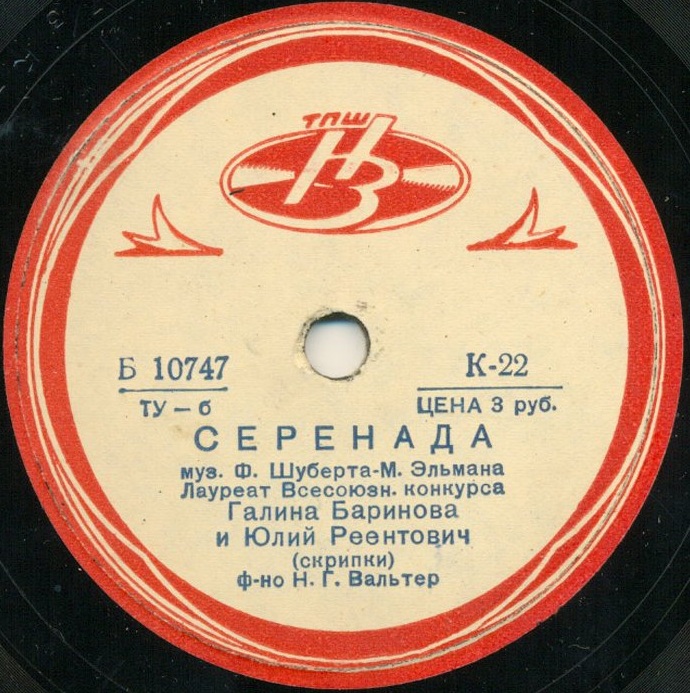 ТПШ
НЗ
Б 10747
К-22
ТУ – б
ЦЕНА 3 руб.
СЕРЕНАДА
муз. Ф. Шуберта-М. Эльмана
Лауреат Всесоюзн. конкурса
Галина Баринова
и Юлий Реентович
(скрипки)
ф-но Н. Г. Вальтер